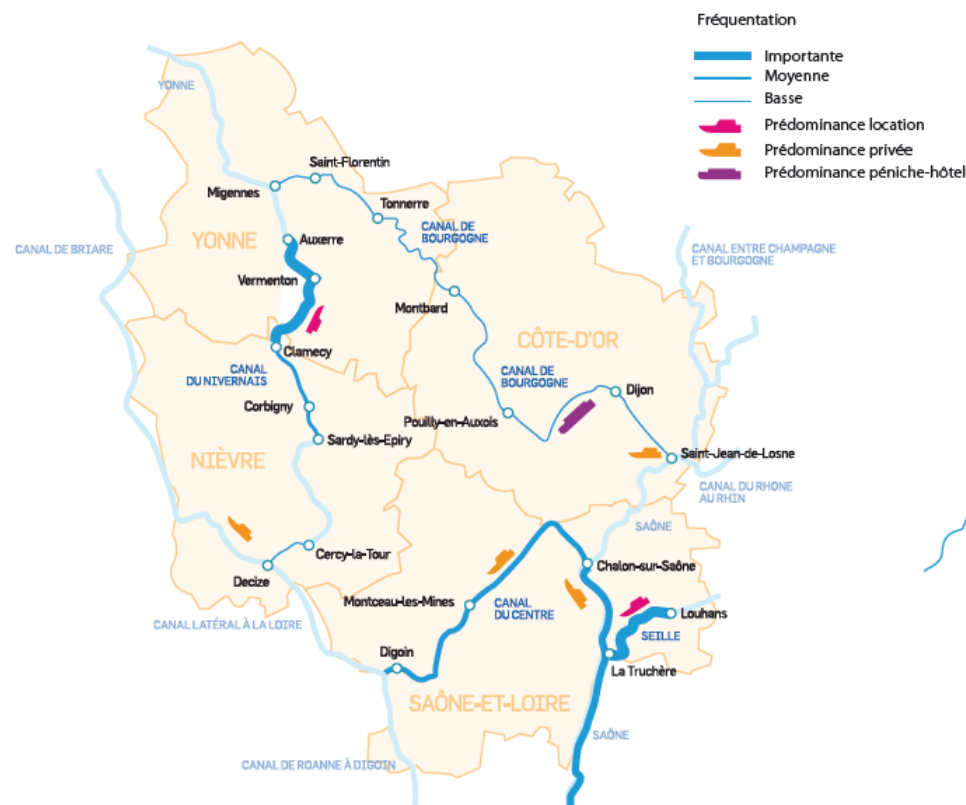 Fréquentation
Importante
Moyenne
Basse
Prédominance location
Prédominance privée
Prédominance péniche-hôtel
YONNE
Saint-Florentin
Migennes
Tonnerre
CANAL DE
BOURGOGNE
CANAL DE BRIARE
YONNE
Auxerre
CANAL ENTRE CHAMPAGNE
ET BOURGOGNE
Vermenton
Montbard
CÔTE-D'OR
Clamecy
CANAL
DU NIVERNAIS
CANAL DE
BOURGOGNE
Dijon
Corbigny
Pouilly-en-Auxois
Sardy-lès-Epiry
Saint-Jean-de-Losne
NIÈVRE
CANAL DU RHONE
AU RHIN
SAÔNE
Cercy-la-Tour
Chalon-sur-Saône
Decize
Montceau-les-Mines
CANAL
DU CENTRE
Louhans
CANAL LATÉRAL À LA LOIRE
SEILLE
Digoin
La Truchère
SAÔNE-ET-LOIRE
SAÔNE
CANAL DE ROANNE À DIGOIN